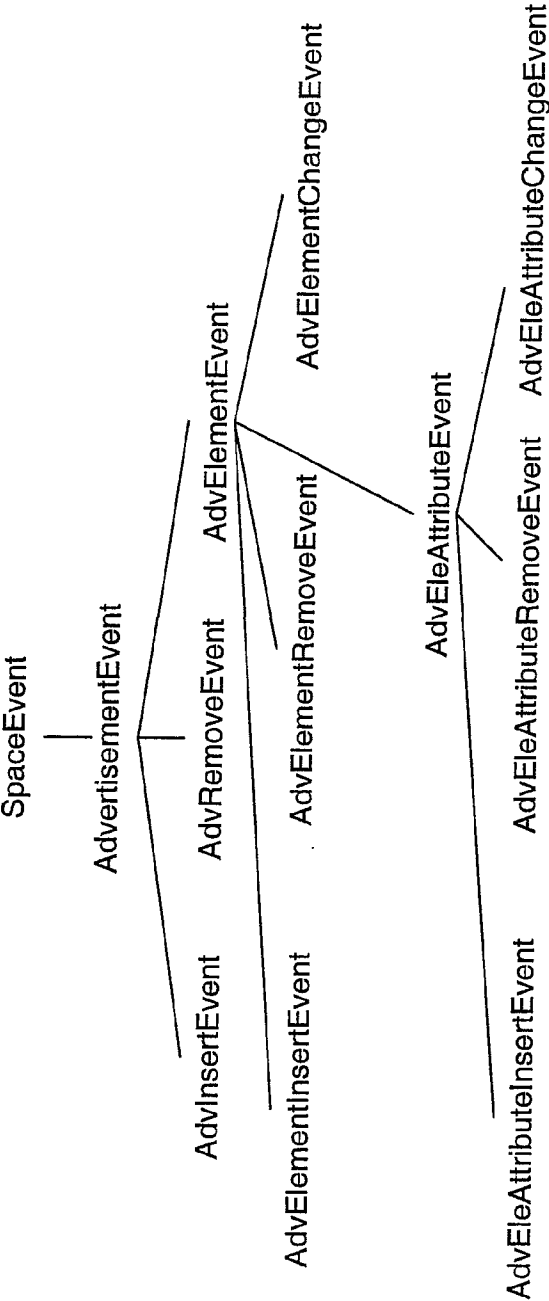 SpaceEvent
AdvertisementEvent
AdvInsertEvent
AdvRemoveEvent
AdvElementEvent
AdvElementInsertEvent
AdvElementRemoveEvent
AdvElementChangeEvent
AdvEleAttributeEvent
AdvEleAttributeInsertEvent
AdvEleAttributeRemoveEvent
AdvEleAttributeChangeEvent